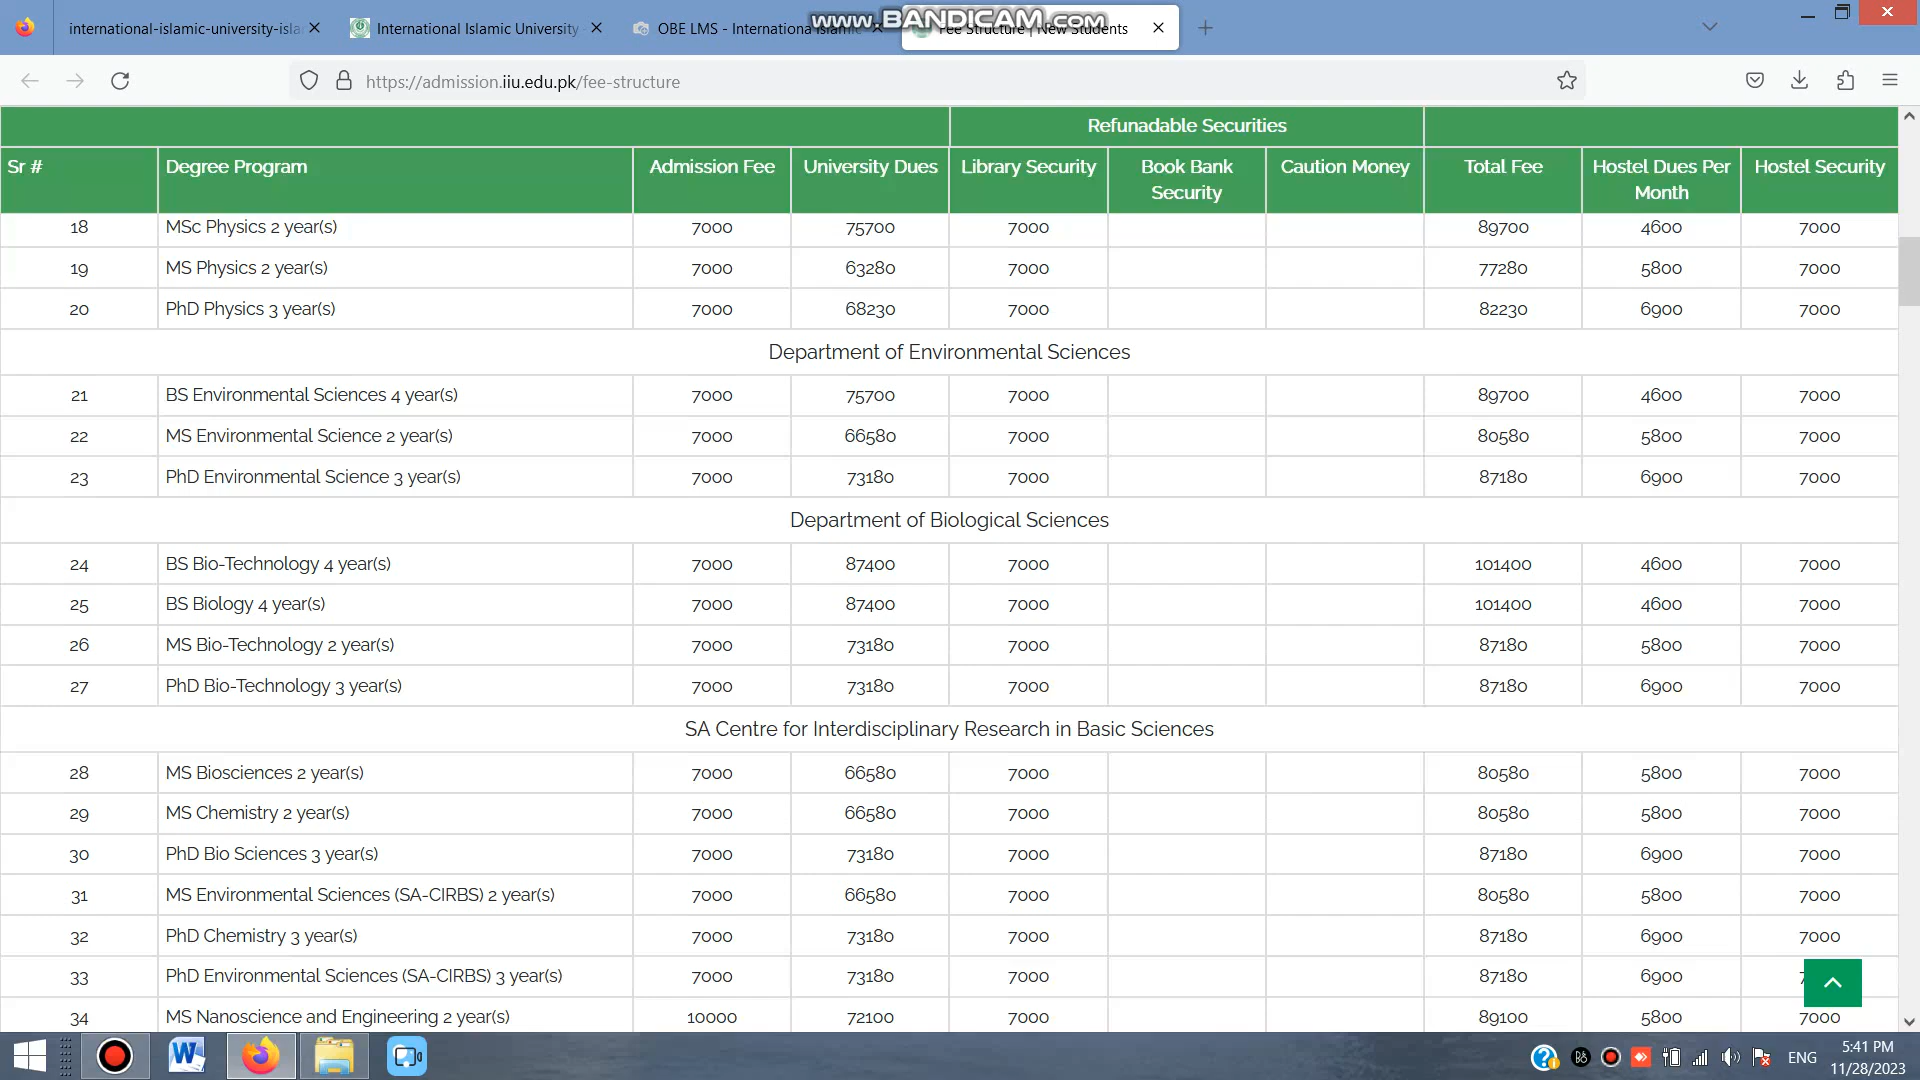 www.BANDICAM.com
international-islamic-university-isla
International Islamic University
OBE LMS - Internationa Islamic
Fee Structure | New Students
https://admission.iiu.edu.pk/fee-structure
Refunadable Securities
Sr # Degree Program Admission Fee University Dues Library Security Book Bank Security Caution Money Total Fee Hostel Dues Per Month Hostel Security
18 MSc Physics 2 year(s) 7000 75700 7000 89700 4600 7000
19 MS Physics 2 year(s) 7000 63280 7000 77280 5800 7000
20 PhD Physics 3 year(s) 7000 68230 7000 82230 6900 7000
Department of Environmental Sciences
21 BS Environmental Sciences 4 year(s) 7000 75700 7000 89700 4600 7000
22 MS Environmental Science 2 year(s) 7000 66580 7000 80580 5800 7000
23 PhD Environmental Science 3 year(s) 7000 73180 7000 87180 6900 7000
Department of Biological Sciences
24 BS Bio-Technology 4 year(s) 7000 87400 7000 101400 4600 7000
25 BS Biology 4 year(s) 7000 87400 7000 101400 4600 7000
26 MS Bio-Technology 2 year(s) 7000 73180 7000 87180 5800 7000
27 PhD Bio-Technology 3 year(s) 7000 73180 7000 87180 6900 7000
SA Centre for Interdisciplinary Research in Basic Sciences
28 MS Biosciences 2 year(s) 7000 66580 7000 80580 5800 7000
29 MS Chemistry 2 year(s) 7000 66580 7000 80580 5800 7000
30 PhD Bio Sciences 3 year(s) 7000 73180 7000 87180 6900 7000
31 MS Environmental Sciences (SA-CIRBS) 2 year(s) 7000 66580 7000 80580 5800 7000
32 PhD Chemistry 3 year(s) 7000 73180 7000 87180 6900 7000
33 PhD Environmental Sciences (SA-CIRBS) 3 year(s) 7000 73180 7000 87180 6900
34 MS Nanoscience and Engineering 2 year(s) 10000 72100 7000 89100 5800 7000
ENG
5:41 PM
11/28/2023